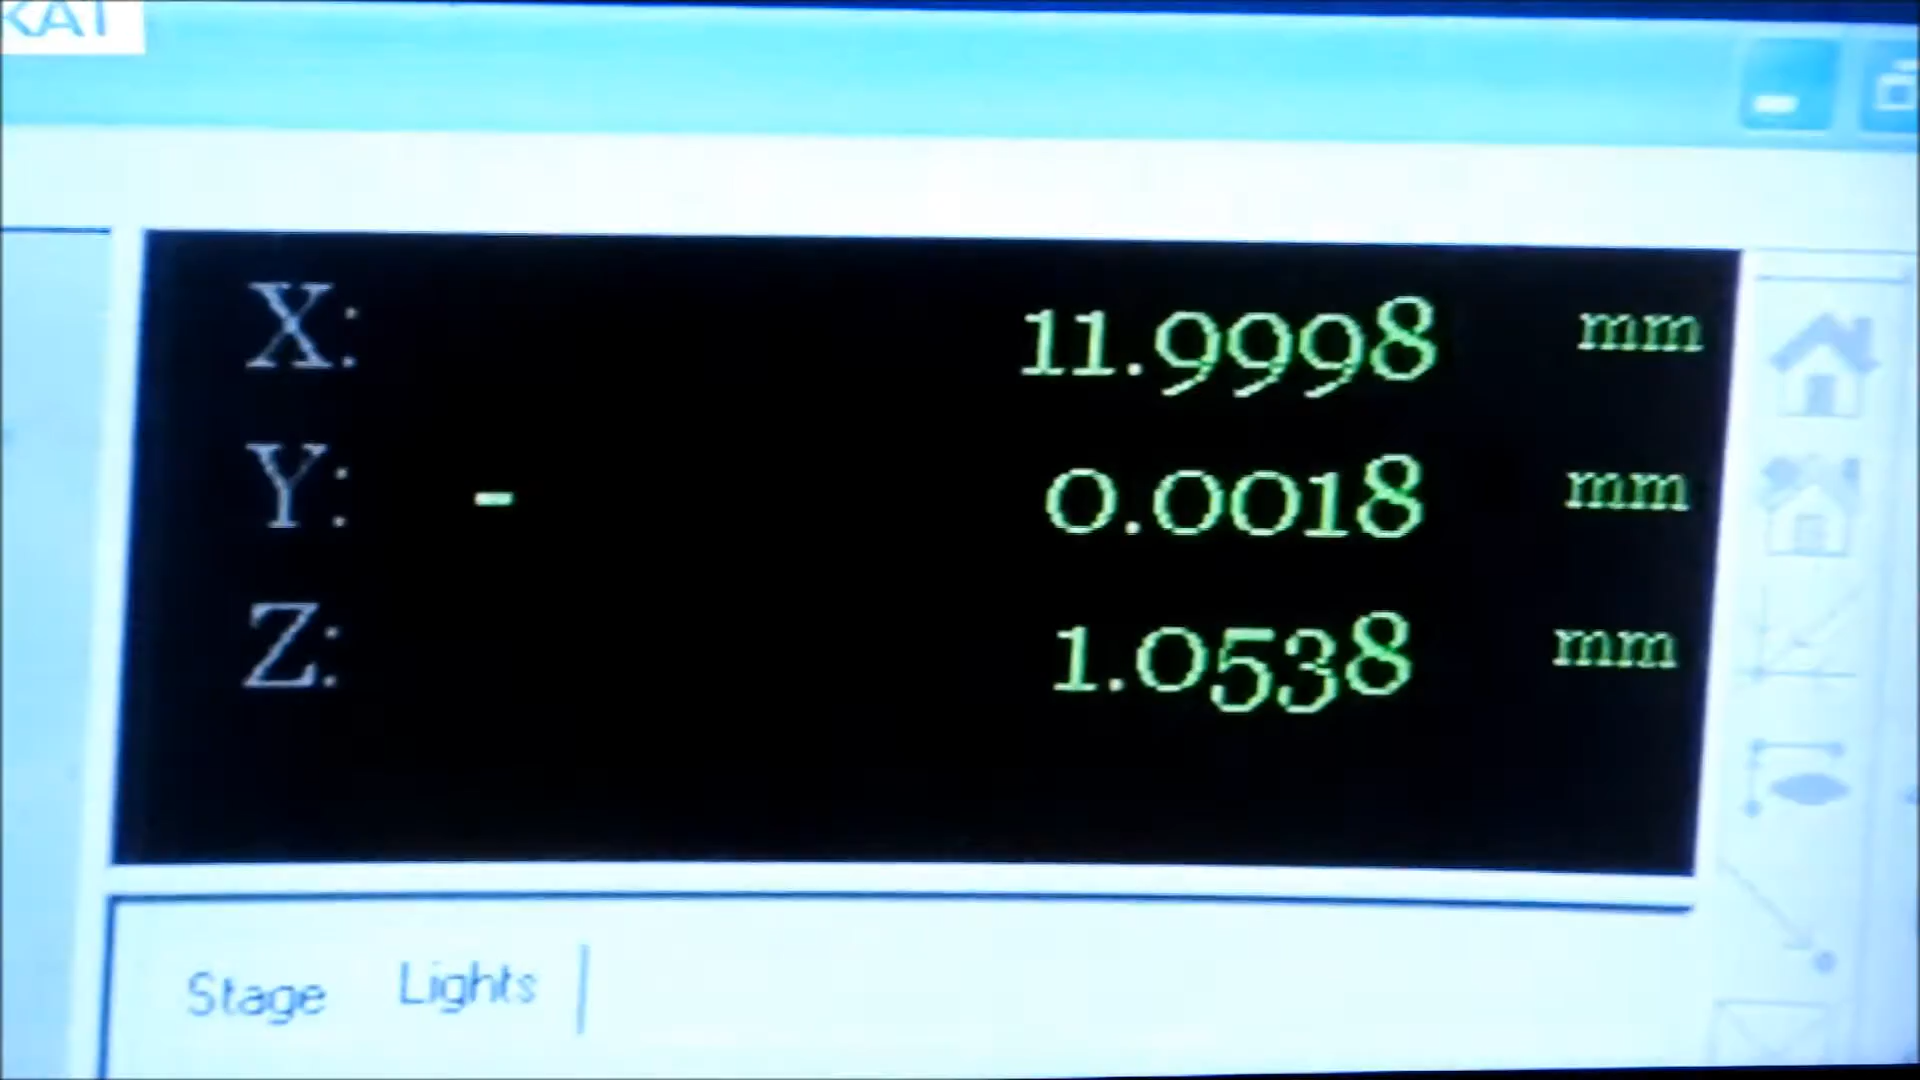 X: 11.9998 mm
Y: - 0.0018 mm
Z: 1.0538 mm
Stage Lights